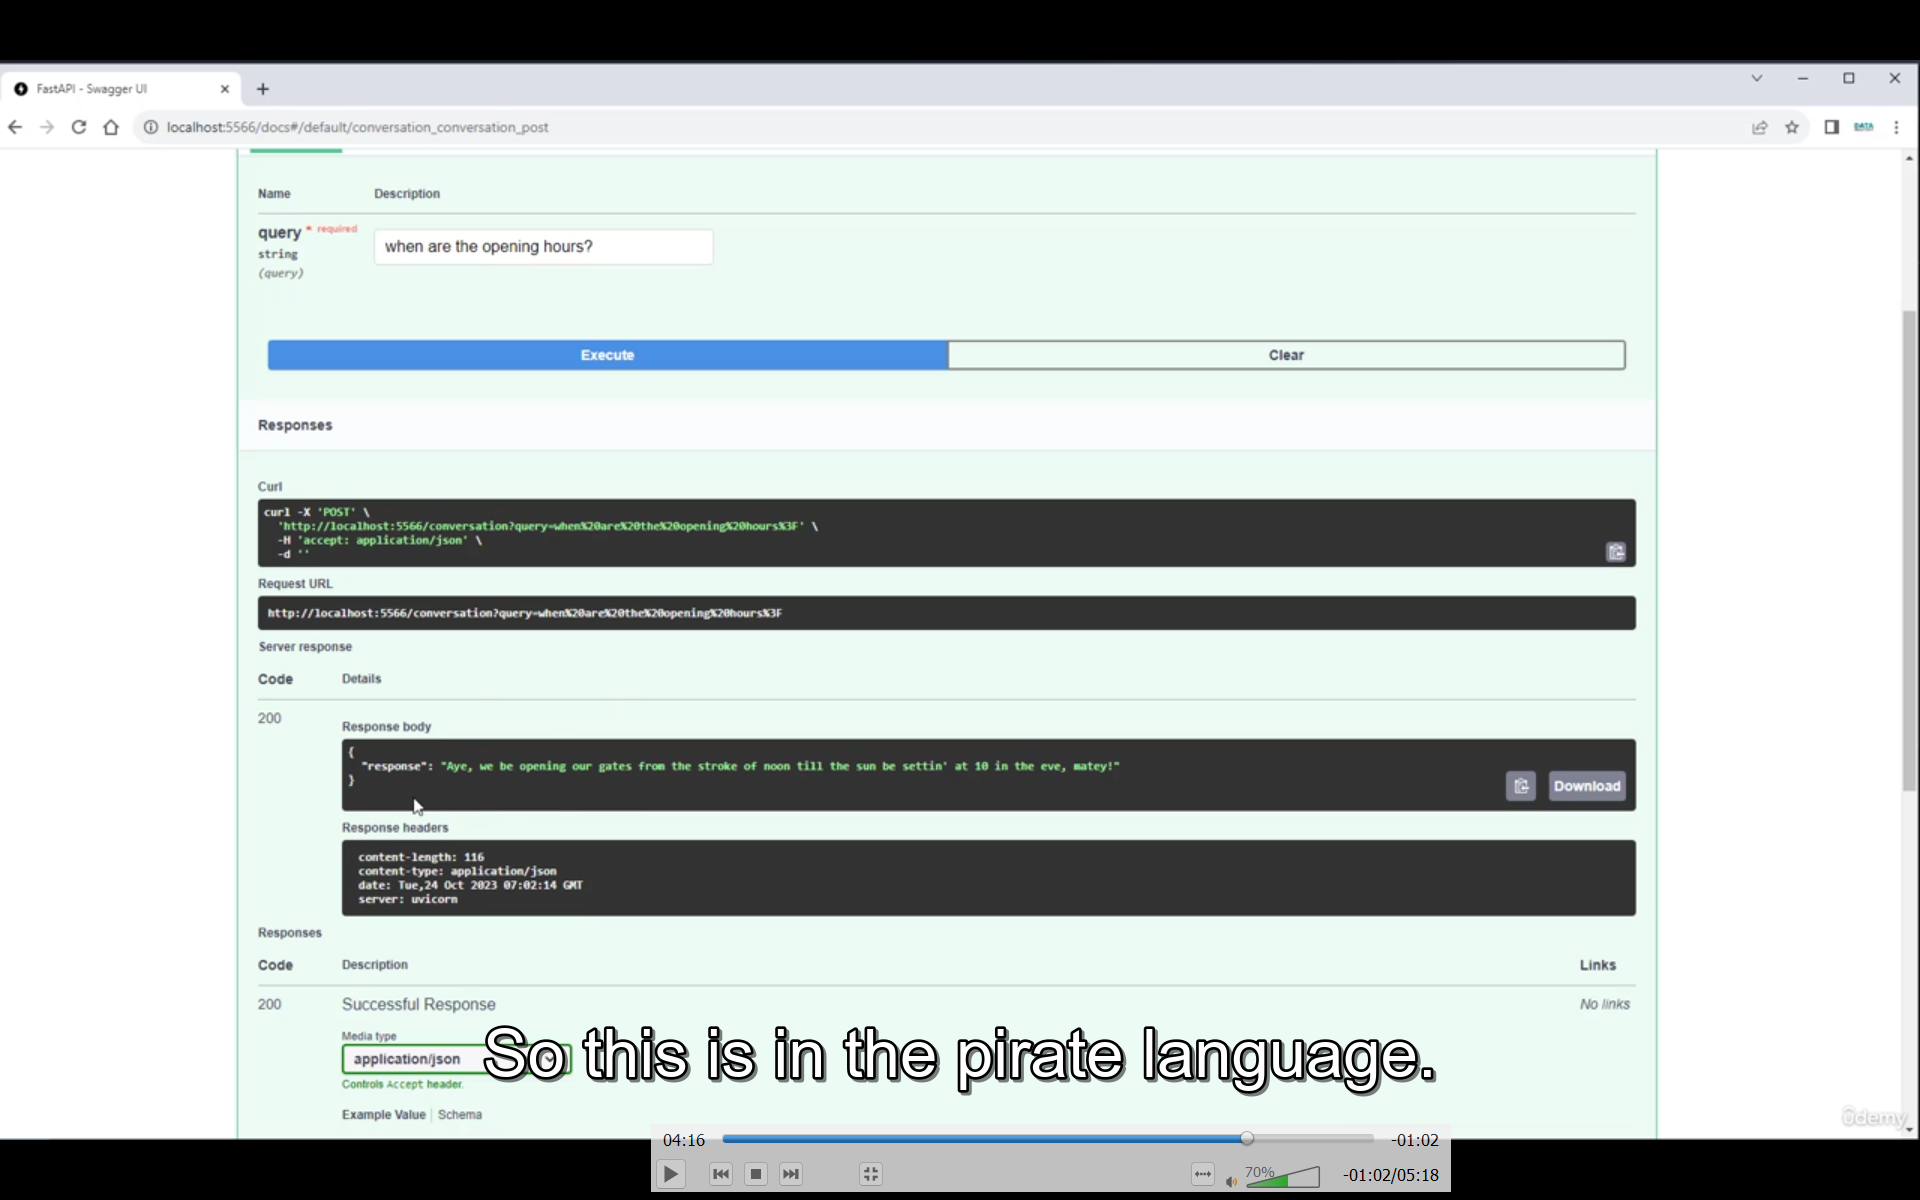 FastAPI - Swagger UI
localhost:5566/docs#/default/conversation_conversation_post
DATA
Name Description
query * required
string
(query)
when are the opening hours?
Execute Clear
Responses
Curl
curl -X 'POST' \
'http://localhost:5566/conversation?query=when%20are%20the%20opening%20hours%3F' \
-H 'accept: application/json' \
-d ''
Request URL
http://localhost:5566/conversation?query=when%20are%20the%20opening%20hours%3F
Server response
Code Details
200
Response body
{
"response": "Aye, we be opening our gates from the stroke of noon till the sun be settin' at 10 in the eve, matey!"
}
Download
Response headers
content-length: 116
content-type: application/json
date: Tue,24 Oct 2023 07:02:14 GMT
server: uvicorn
Responses
Code Description Links
200 Successful Response No links
Media type
application/json
Controls Accept header.
So this is in the pirate language.
Example Value Schema
ûdemy
04:16 -01:02
70% -01:02/05:18